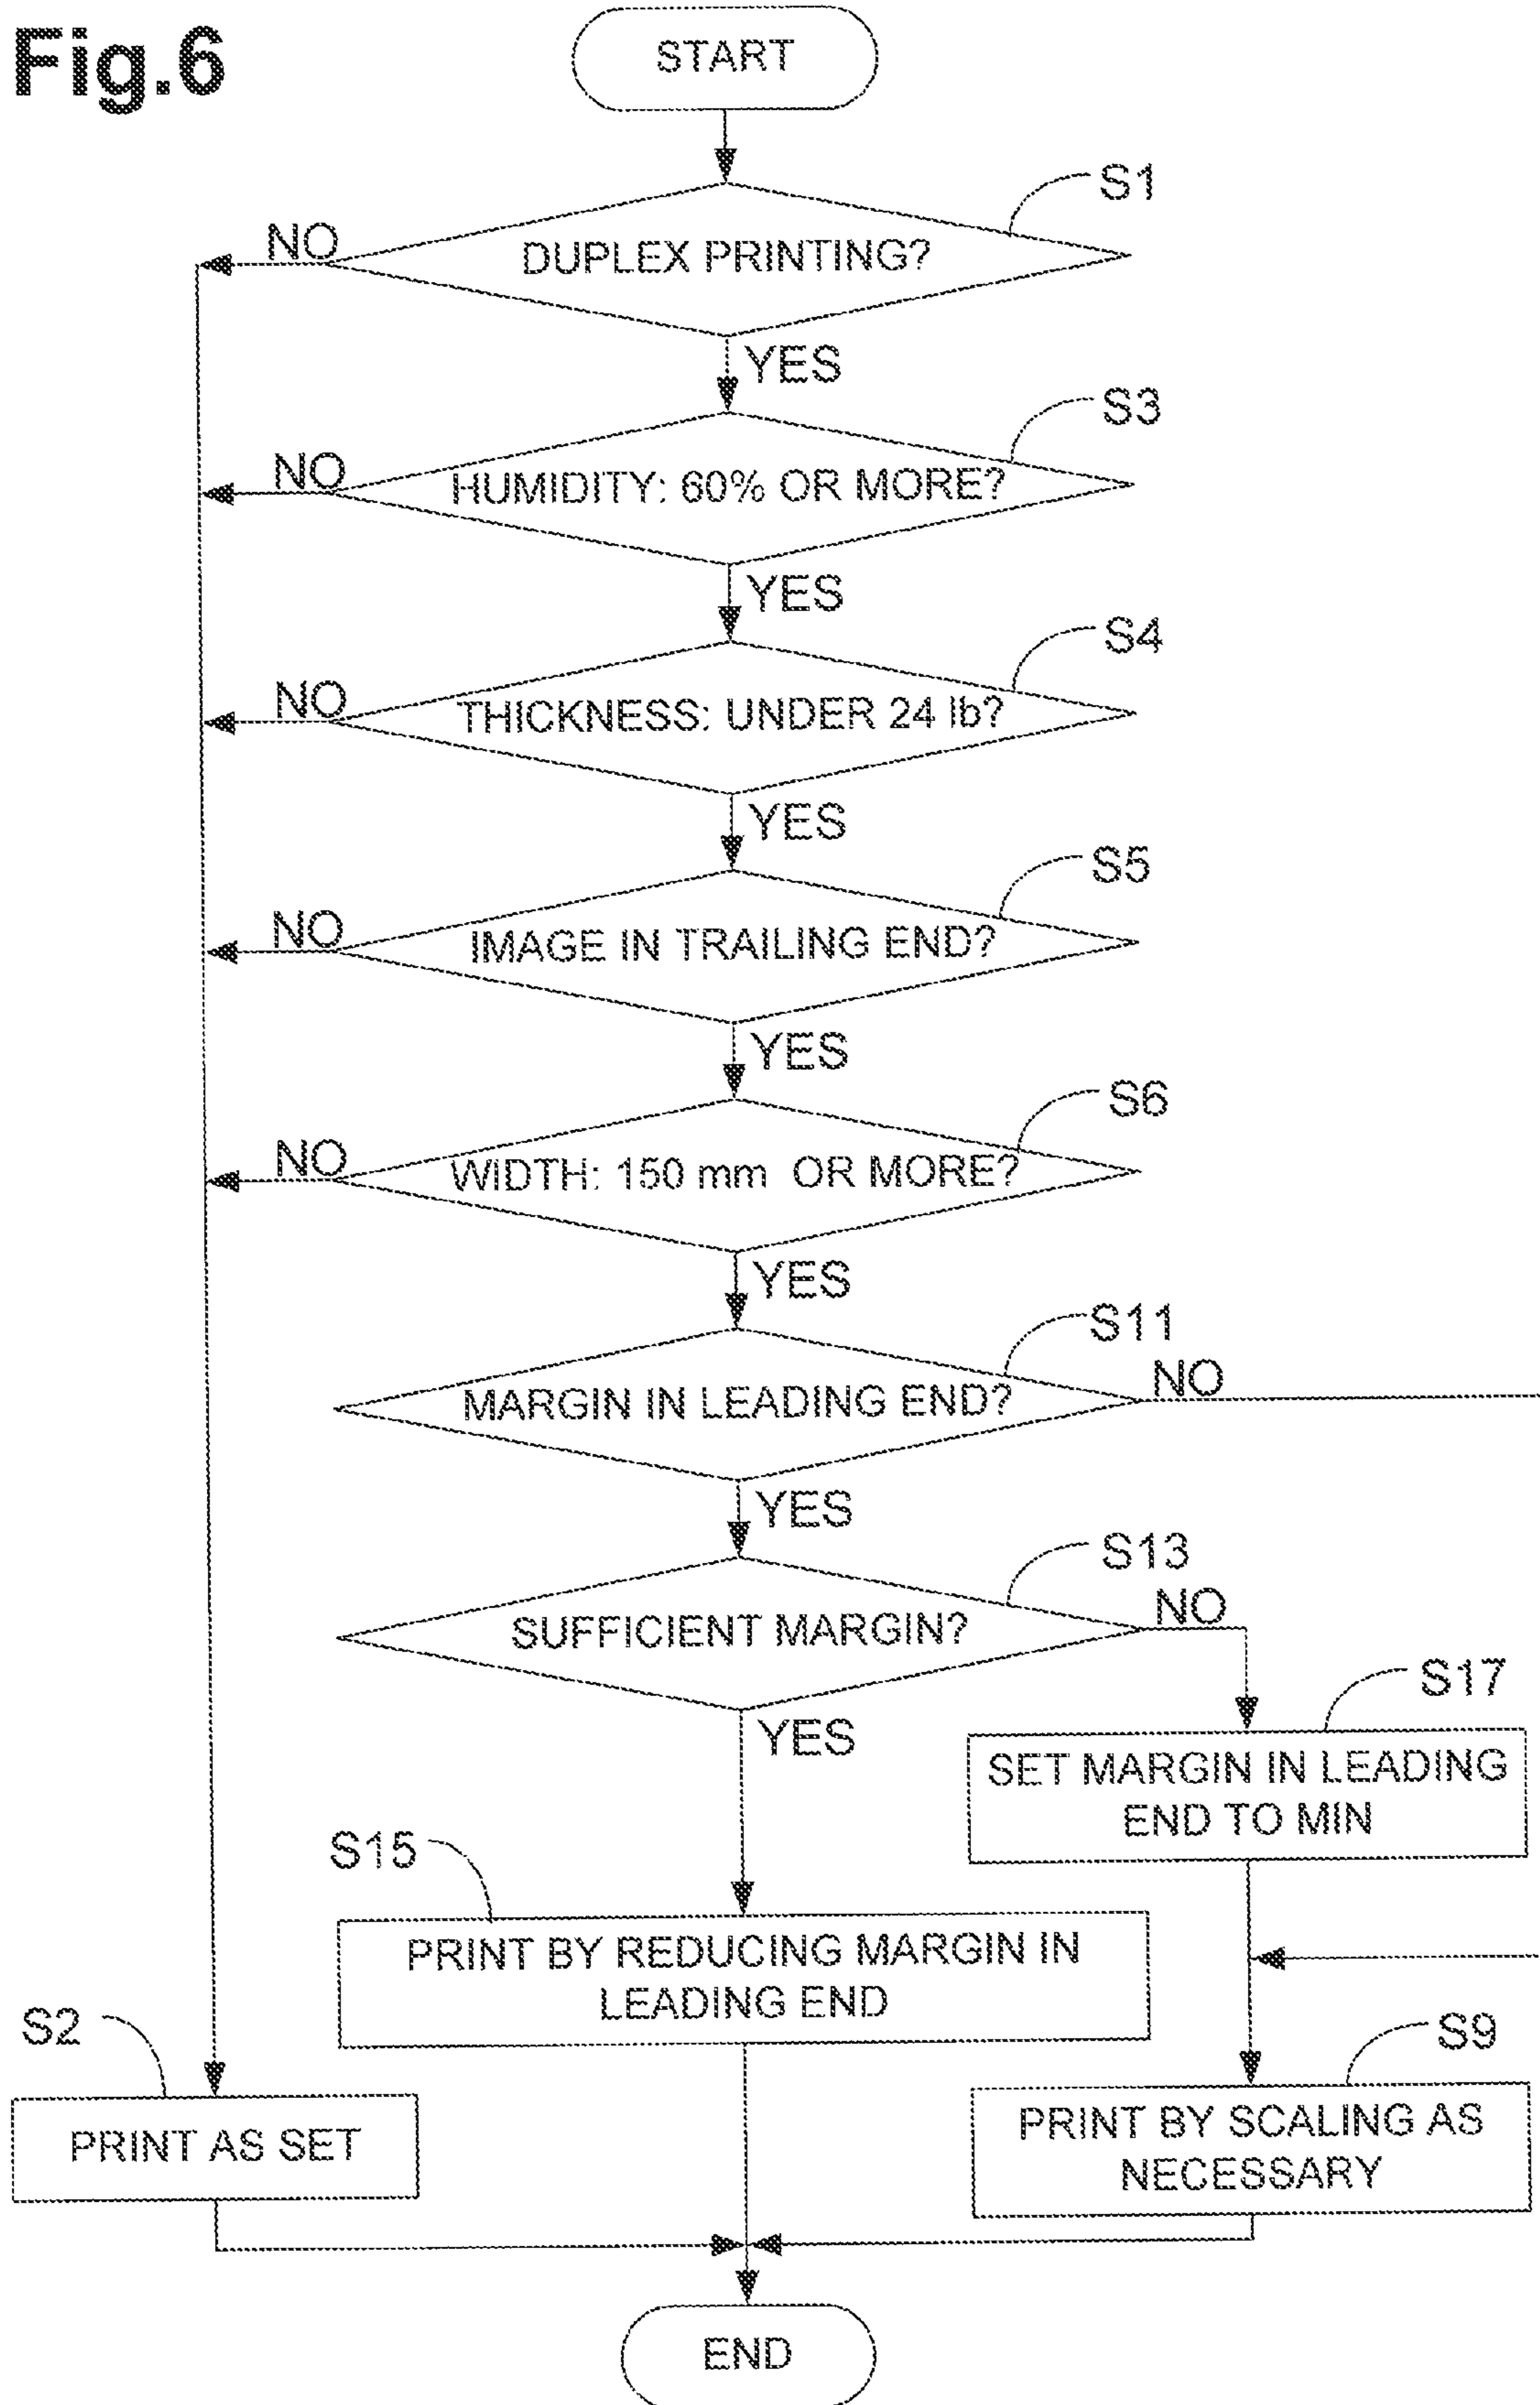 Fig.6
START
S1
NO
DUPLEX PRINTING?
YES
S3
NO
HUMIDITY: 60% OR MORE?
YES
S4
NO
THICKNESS: UNDER 24 lb?
YES
S5
NO
IMAGE IN TRAILING END?
YES
S6
NO
WIDTH: 150 mm OR MORE?
YES
S11
NO
MARGIN IN LEADING END?
YES
S13
NO
SUFFICIENT MARGIN?
YES
S17
SET MARGIN IN LEADING
END TO MIN
S15
PRINT BY REDUCING MARGIN IN
LEADING END
S2
PRINT AS SET
S9
PRINT BY SCALING AS
NECESSARY
END